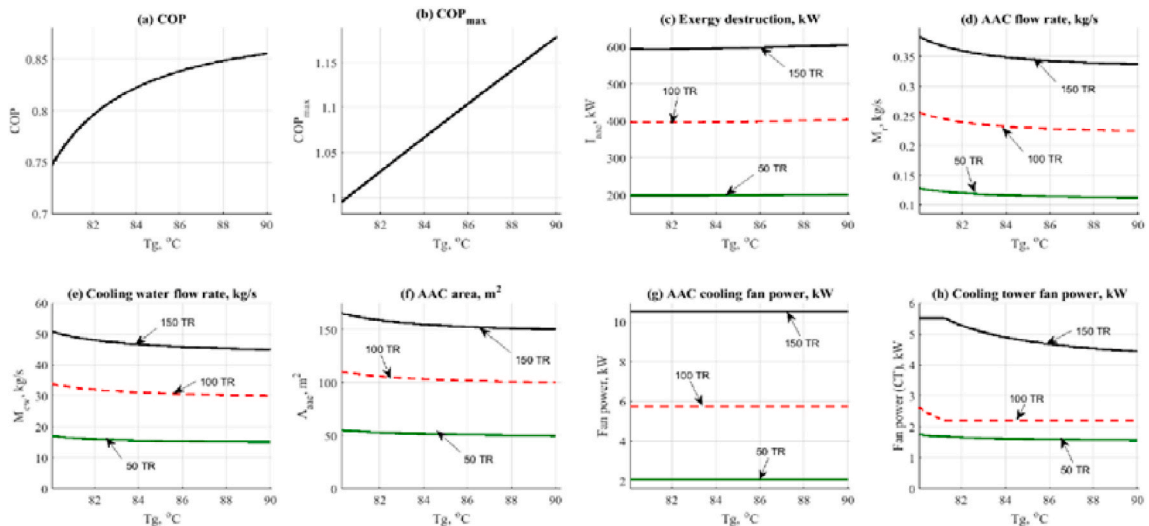 (a) COP
COP
0.85
0.8
0.75
0.7
82 84 86 88 90
Tg, °C
(b) COPmax
COPmax
1.15
1.1
1.05
1
82 84 86 88 90
Tg, °C
(c) Exergy destruction, kW
kW
600
500
400
300
200
150 TR
100 TR
50 TR
82 84 86 88 90
Tg, °C
(d) AAC flow rate, kg/s
Mr, kg/s
0.35
0.3
0.25
0.2
0.15
0.1
150 TR
100 TR
50 TR
82 84 86 88 90
Tg, °C
(e) Cooling water flow rate, kg/s
Mcw, kg/s
60
50
40
30
20
10
0
150 TR
100 TR
50 TR
82 84 86 88 90
Tg, °C
(f) AAC area, m²
Aaac, m²
150
100
50
0
150 TR
100 TR
50 TR
82 84 86 88 90
Tg, °C
(g) AAC cooling fan power, kW
Fan power, kW
10
8
6
4
2
150 TR
100 TR
50 TR
82 84 86 88 90
Tg, °C
(h) Cooling tower fan power, kW
Fan power (CT), kW
6
5
4
3
2
1
0
150 TR
100 TR
50 TR
82 84 86 88 90
Tg, °C